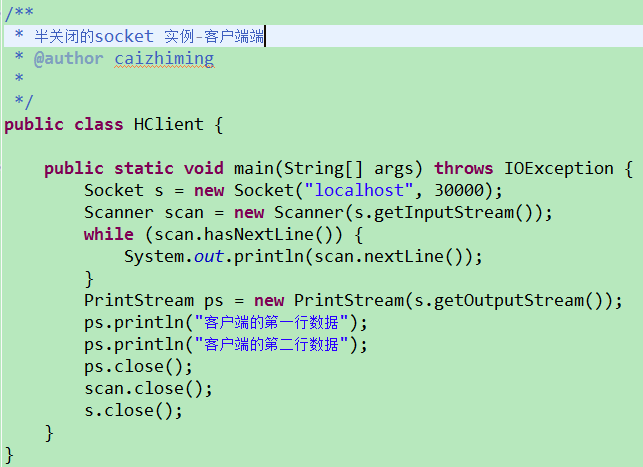 /**
 * 半关闭的socket 实例-客户端端
 * @author caizhiming
 *
 */
public class HClient {
    public static void main(String[] args) throws IOException {
        Socket s = new Socket("localhost", 30000);
        Scanner scan = new Scanner(s.getInputStream());
        while (scan.hasNextLine()) {
            System.out.println(scan.nextLine());
        }
        PrintStream ps = new PrintStream(s.getOutputStream());
        ps.println("客户端的第一行数据");
        ps.println("客户端的第二行数据");
        ps.close();
        scan.close();
        s.close();
    }
}